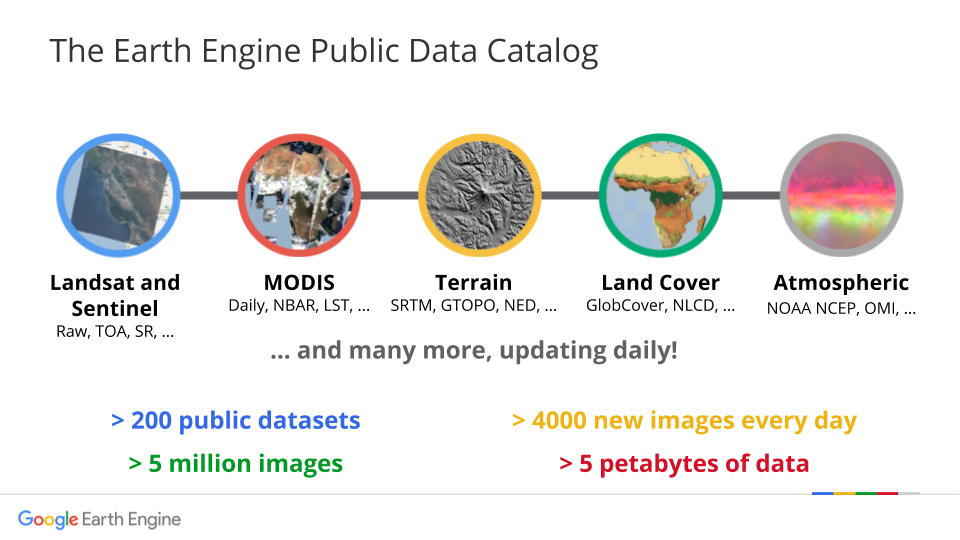 The Earth Engine Public Data Catalog
Landsat and
Sentinel
Raw, TOA, SR, ...
MODIS
Daily, NBAR, LST, ...
Terrain
SRTM, GTOPO, NED, ...
Land Cover
GlobCover, NLCD, ...
Atmospheric
NOAA NCEP, OMI, ...
... and many more, updating daily!
> 200 public datasets
> 4000 new images every day
> 5 million images
> 5 petabytes of data
Google Earth Engine